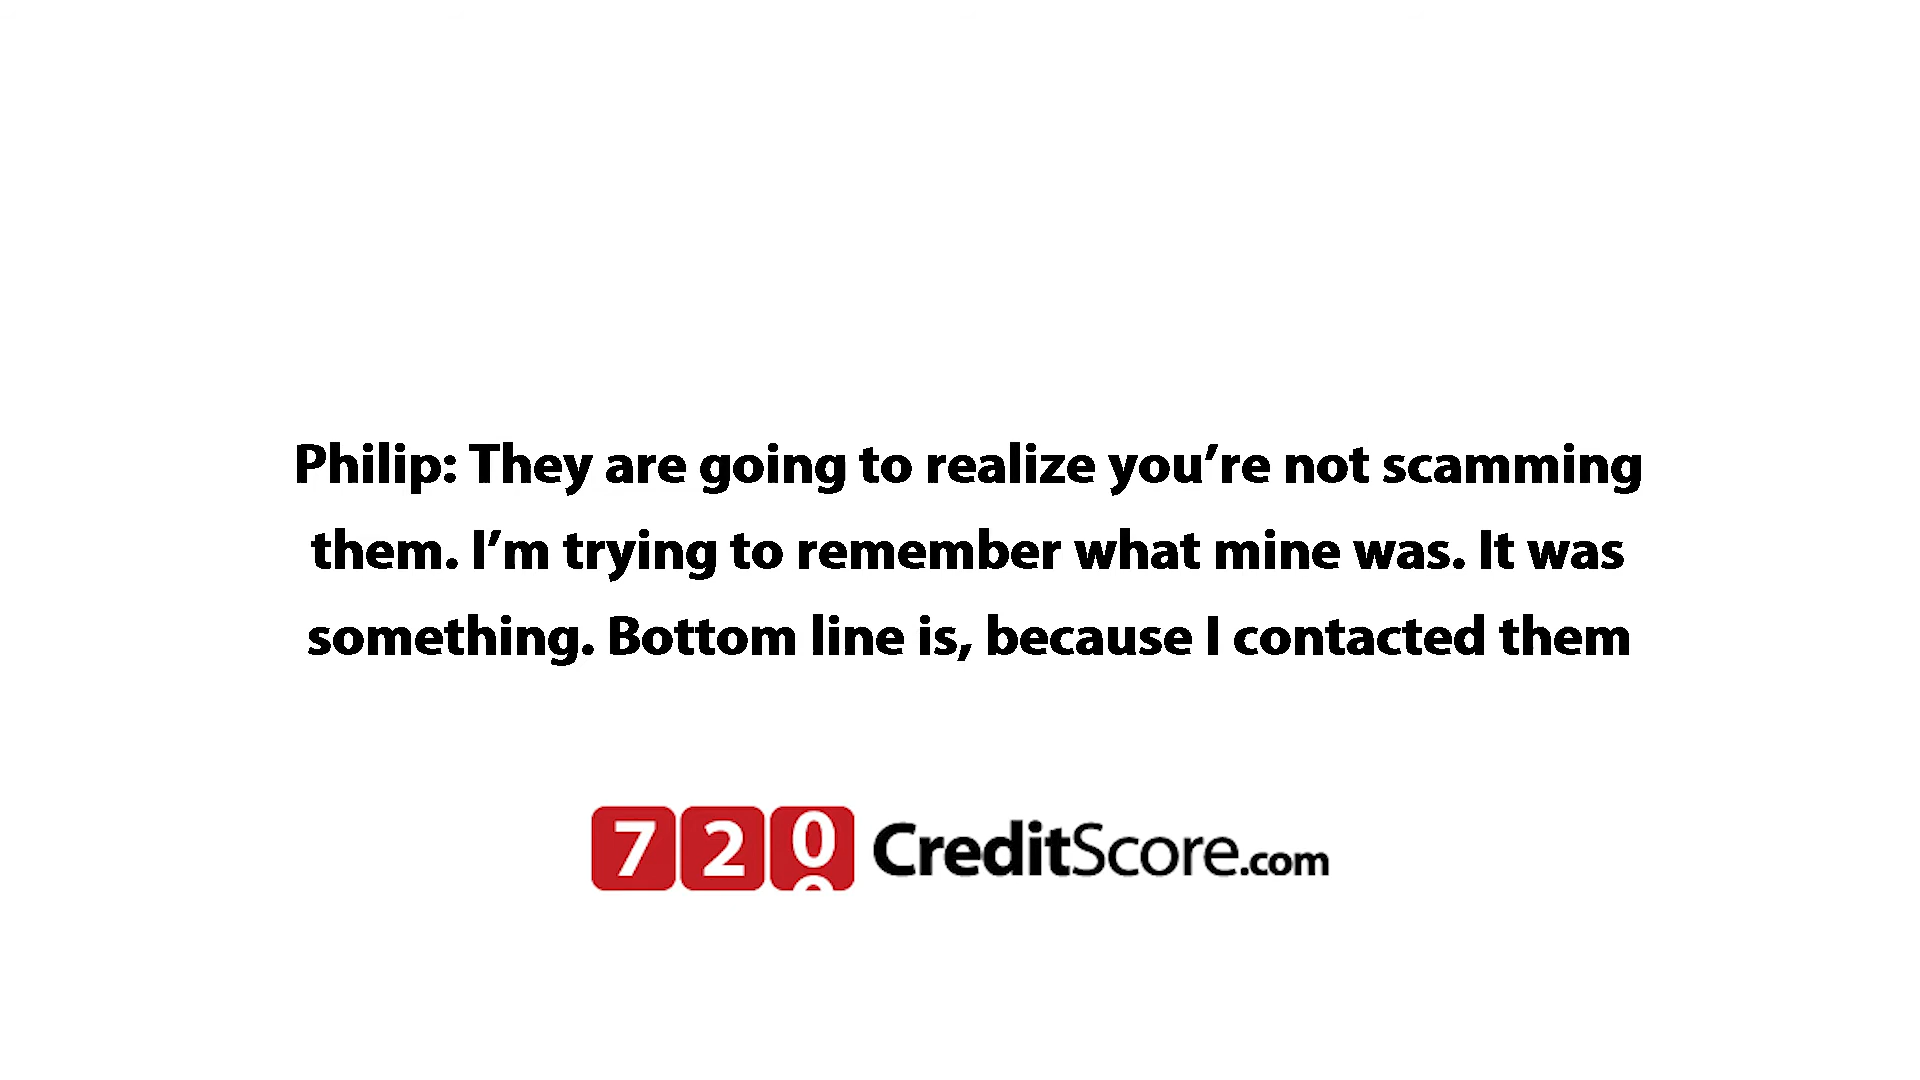 Philip: They are going to realize you’re not scamming
them. I’m trying to remember what mine was. It was
something. Bottom line is, because I contacted them
720 CreditScore.com